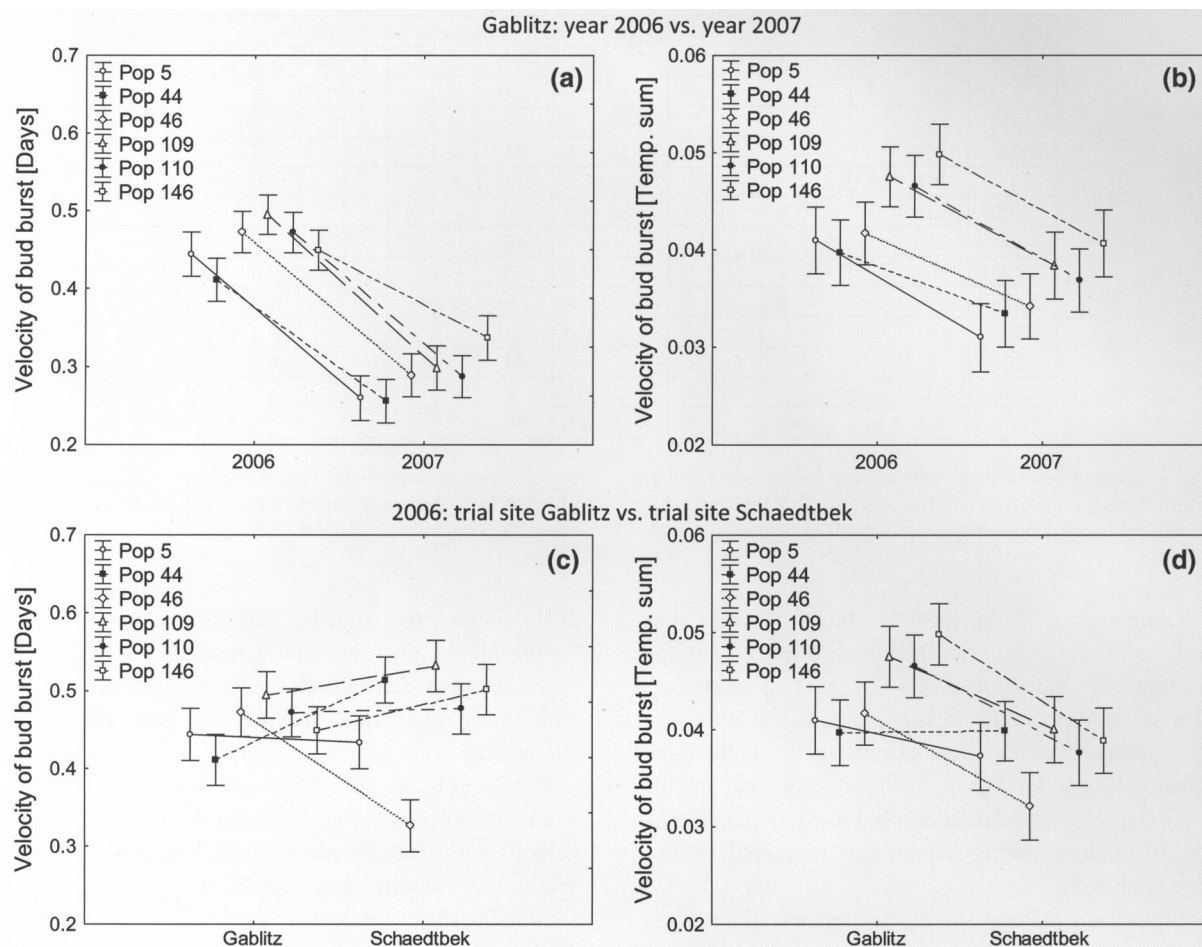 Gablitz: year 2006 vs. year 2007
(a)
Velocity of bud burst [Days]
0.7
0.6
0.5
0.4
0.3
0.2
Pop 5
Pop 44
Pop 46
Pop 109
Pop 110
Pop 146
2006
2007
(b)
Velocity of bud burst [Temp. sum]
0.06
0.05
0.04
0.03
0.02
Pop 5
Pop 44
Pop 46
Pop 109
Pop 110
Pop 146
2006
2007
2006: trial site Gablitz vs. trial site Schaedtbek
(c)
Velocity of bud burst [Days]
0.7
0.6
0.5
0.4
0.3
0.2
Pop 5
Pop 44
Pop 46
Pop 109
Pop 110
Pop 146
Gablitz
Schaedtbek
(d)
Velocity of bud burst [Temp. sum]
0.06
0.05
0.04
0.03
0.02
Pop 5
Pop 44
Pop 46
Pop 109
Pop 110
Pop 146
Gablitz
Schaedtbek